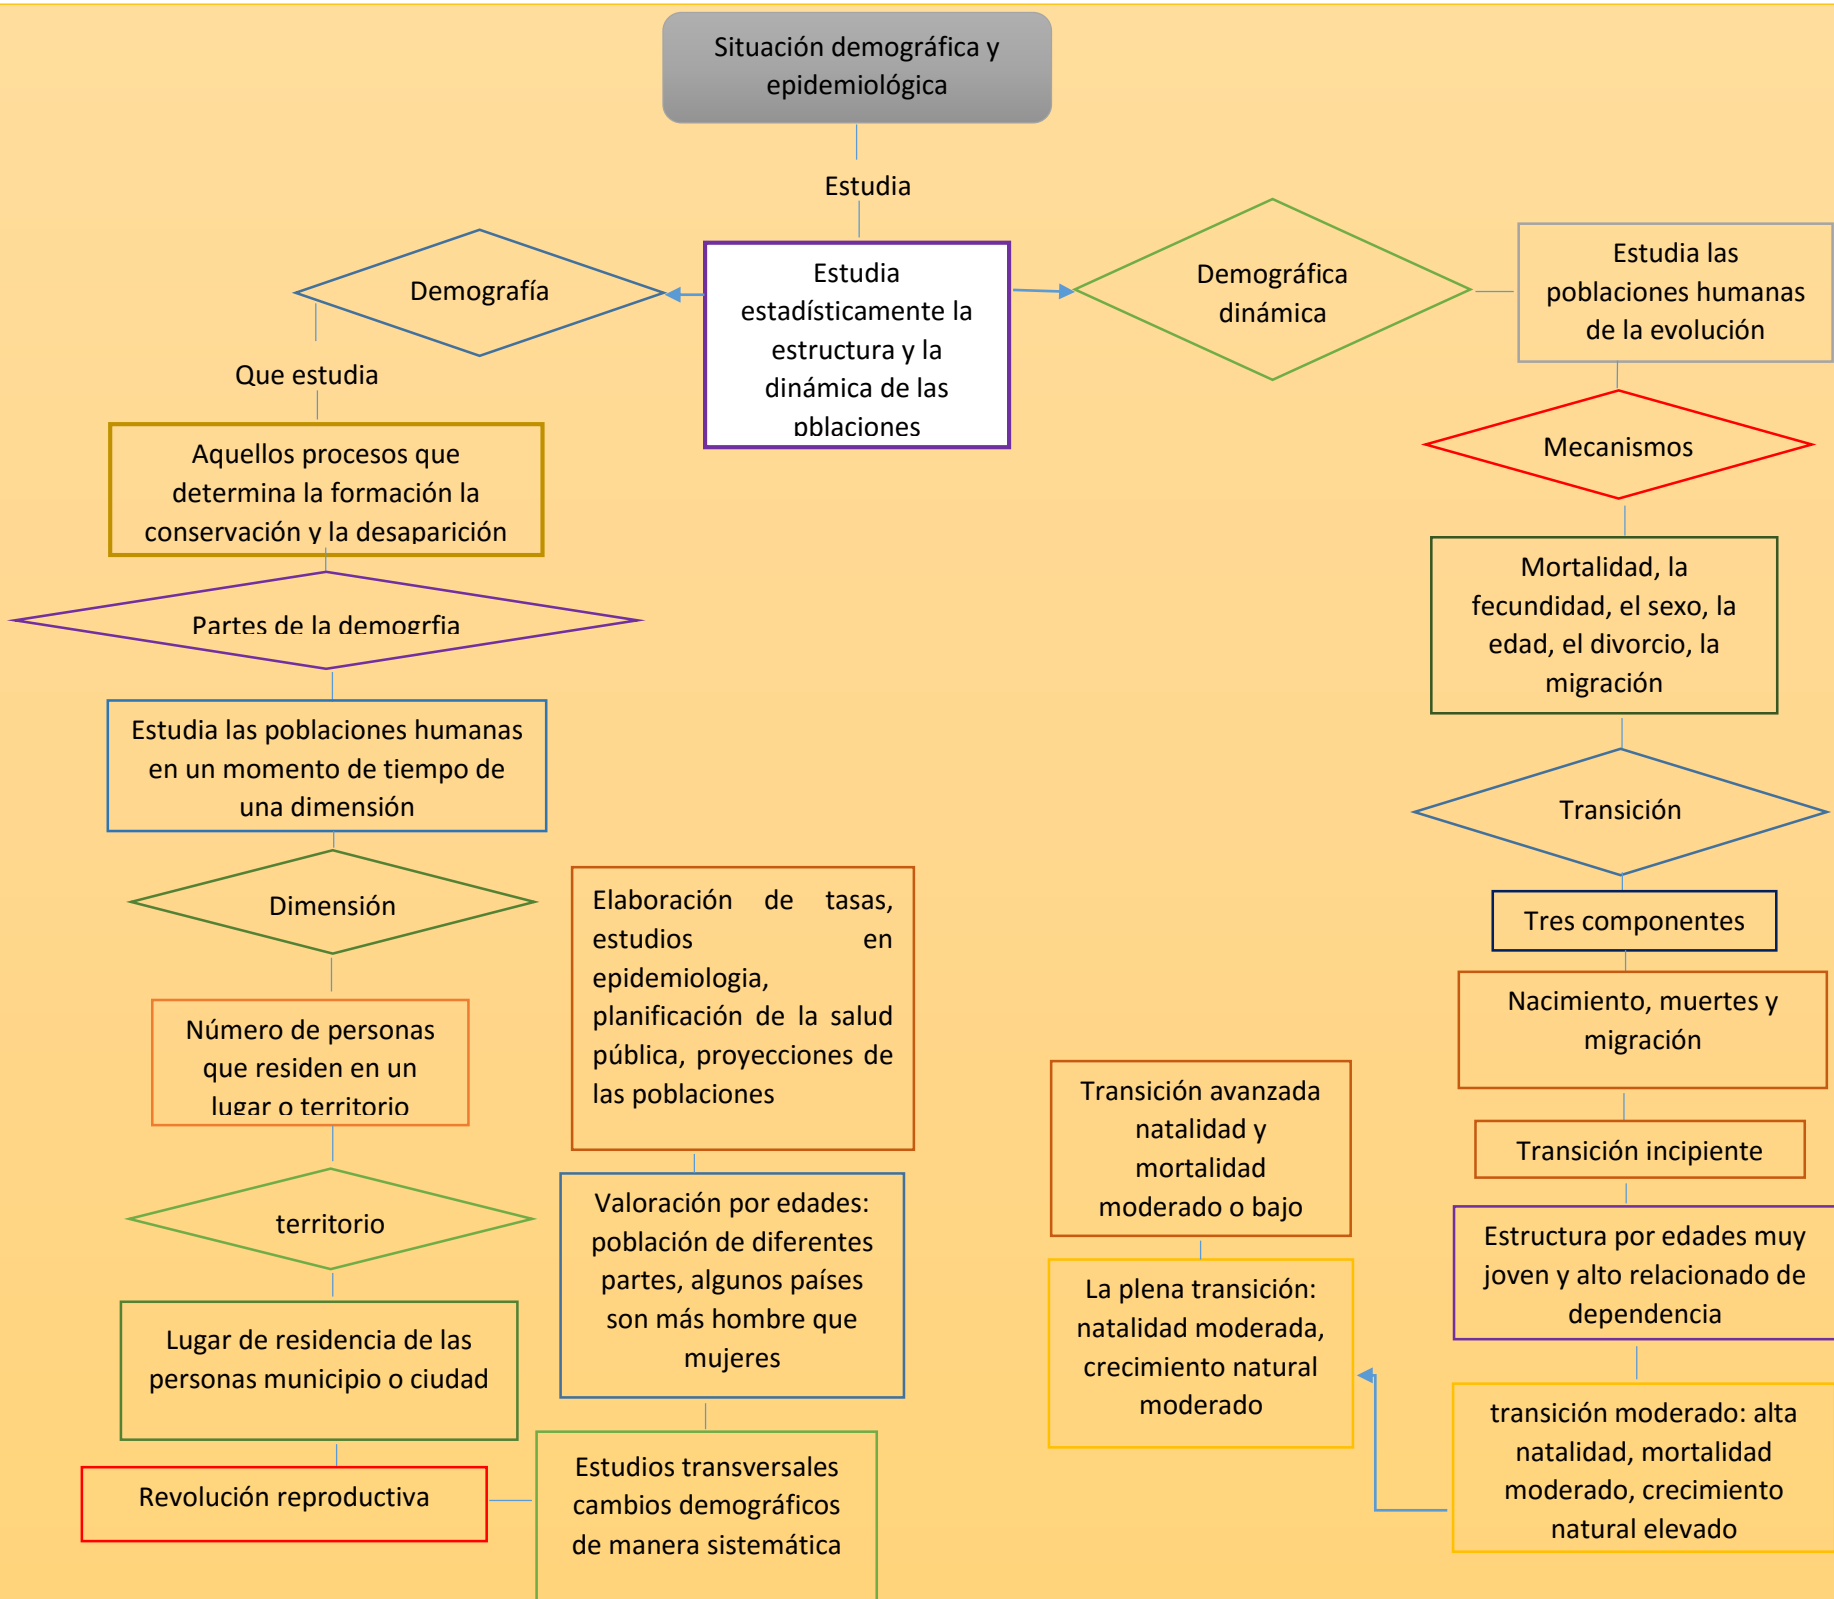 Situación demográfica y
epidemiológica
Estudia
Estudia
estadísticamente la
estructura y la
dinámica de las
pblaciones
Demografía
Que estudia
Aquellos procesos que
determina la formación la
conservación y la desaparición
Partes de la demogrfia
Estudia las poblaciones humanas
en un momento de tiempo de
una dimensión
Dimensión
Número de personas
que residen en un
lugar o territorio
territorio
Lugar de residencia de las
personas municipio o ciudad
Revolución reproductiva
Estudios transversales
cambios demográficos
de manera sistemática
Valoración por edades:
población de diferentes
partes, algunos países
son más hombre que
mujeres
Elaboración de tasas,
estudios en
epidemiologia,
planificación de la salud
pública, proyecciones de
las poblaciones
Demográfica
dinámica
Estudia las
poblaciones humanas
de la evolución
Mecanismos
Mortalidad, la
fecundidad, el sexo, la
edad, el divorcio, la
migración
Transición
Tres componentes
Nacimiento, muertes y
migración
Transición incipiente
Estructura por edades muy
joven y alto relacionado de
dependencia
transición moderado: alta
natalidad, mortalidad
moderado, crecimiento
natural elevado
La plena transición:
natalidad moderada,
crecimiento natural
moderado
Transición avanzada
natalidad y
mortalidad
moderado o bajo